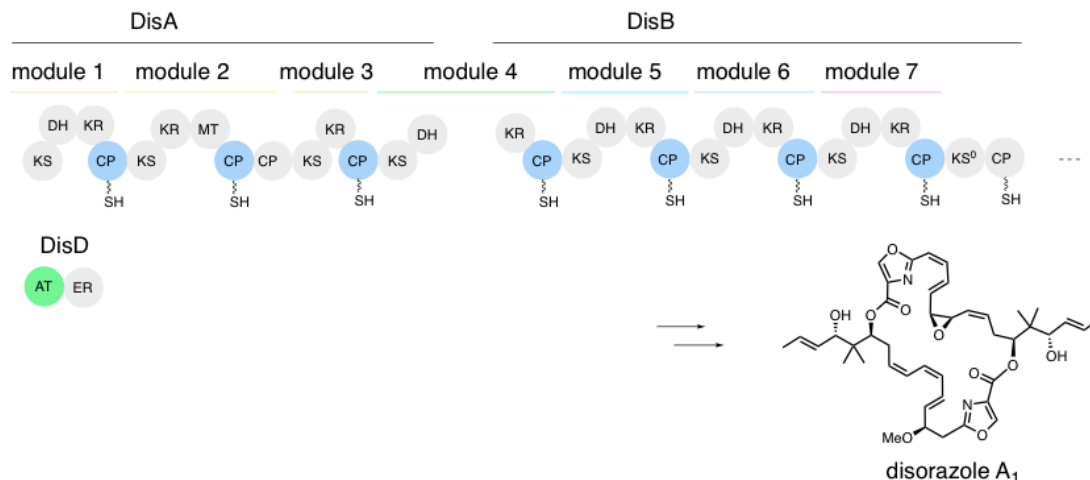 DisA DisB
module 1 module 2 module 3 module 4 module 5 module 6 module 7
DH KR KR MT KR DH KR DH KR DH KR DH KR
KS CP KS CP CP KS CP KS CP KS CP KS CP KS CP KS⁰ CP
SH SH SH SH SH SH SH SH
DisD
AT ER
O
N
O
OH O
O
O
OH
O
N
MeO O
disorazole A₁